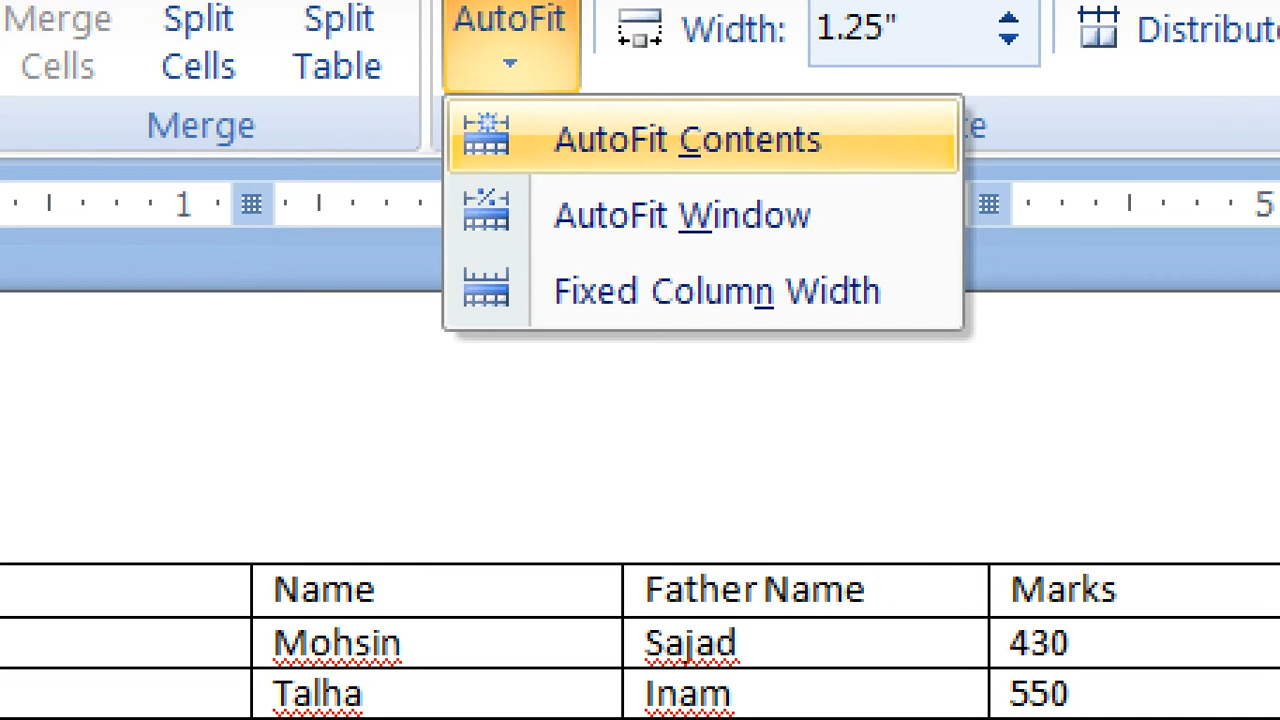 Merge Cells Split Cells Split Table AutoFit Width: 1.25" Distribut
Merge
AutoFit Contents
AutoFit Window
Fixed Column Width
1 5
Name Father Name Marks
Mohsin Sajad 430
Talha Inam 550